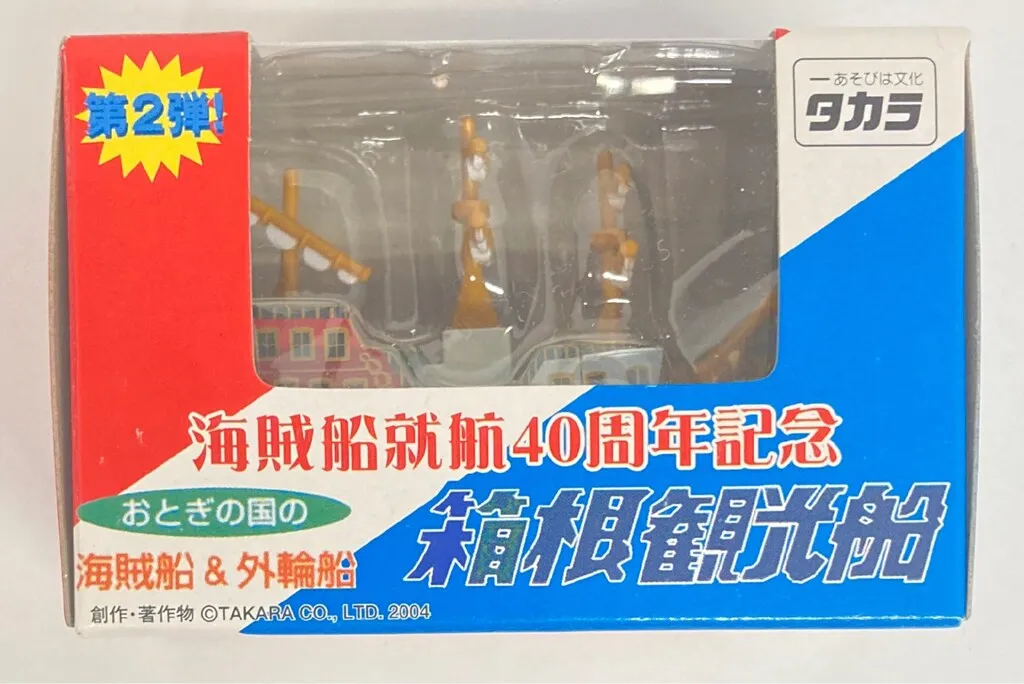 第2弾!
ーあそびは文化
タカラ
海賊船就航40周年記念
おとぎの国の
箱根観光船
海賊船 & 外輪船
創作・著作物 ©TAKARA CO., LTD. 2004